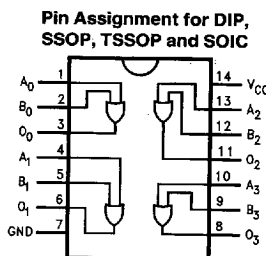 Pin Assignment for DIP,
SSOP, TSSOP and SOIC
A₀ 1
B₀ 2
O₀ 3
A₁ 4
B₁ 5
O₁ 6
GND 7
14 V_CC
13 A₂
12 B₂
11 O₂
10 A₃
9 B₃
8 O₃